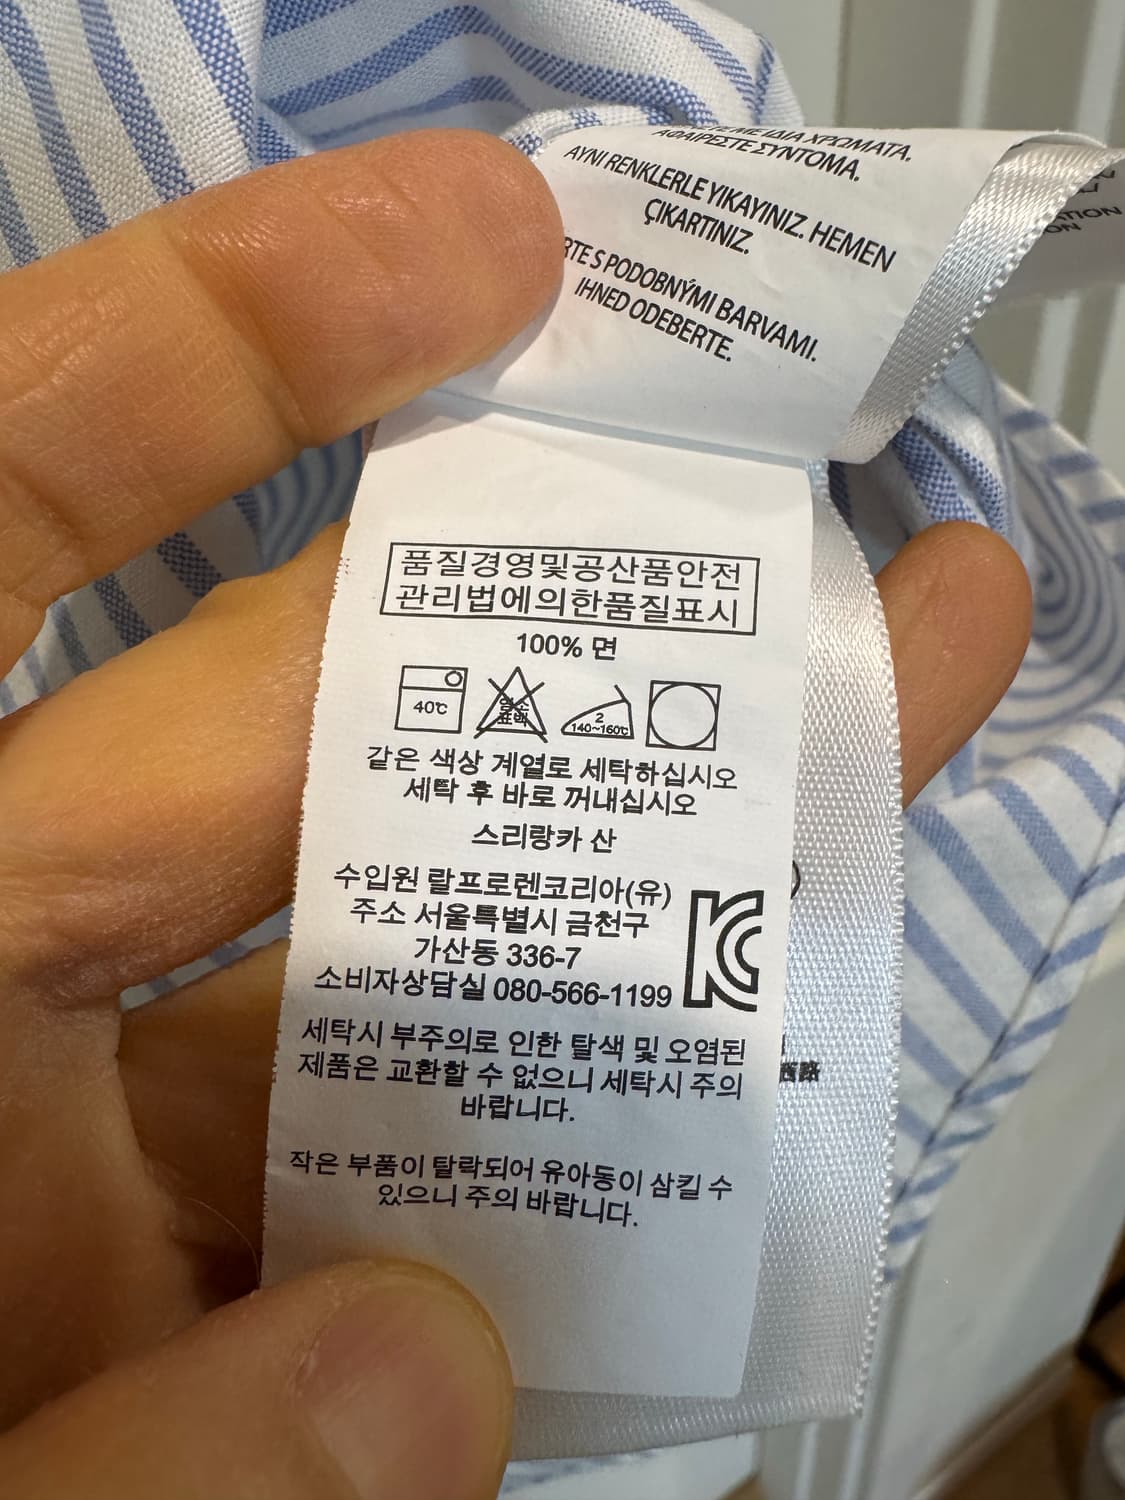 ΙΔΙΑ ΧΡΩΜΑΤΑ.
ΑΦΑΙΡΕΣΤΕ ΣΥΝΤΟΜΑ.
AYNI RENKLERLE YIKAYINIZ. HEMEN
ÇIKARTINIZ.
S PODOBNÝMI BARVAMI.
IHNED ODEBERTE.
품질경영및공산품안전
관리법에의한품질표시
100% 면
40℃
염소
표백
2
140~160℃
같은 색상 계열로 세탁하십시오
세탁 후 바로 꺼내십시오
스리랑카 산
수입원 랄프로렌코리아(유)
주소 서울특별시 금천구
가산동 336-7
소비자상담실 080-566-1199
KC
세탁시 부주의로 인한 탈색 및 오염된
제품은 교환할 수 없으니 세탁시 주의
바랍니다.
작은 부품이 탈락되어 유아동이 삼킬 수
있으니 주의 바랍니다.